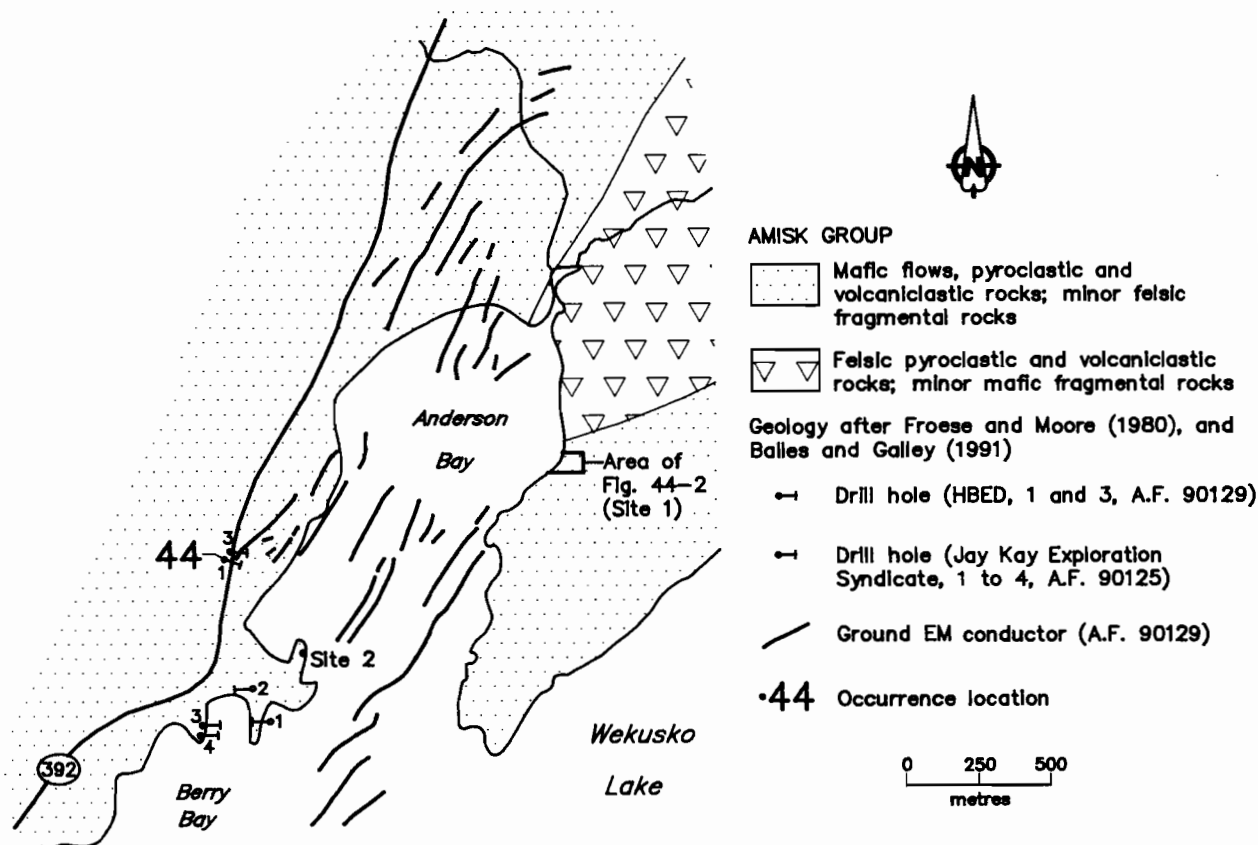 N
AMISK GROUP
Mafic flows, pyroclastic and
volcaniclastic rocks; minor felsic
fragmental rocks
Felsic pyroclastic and volcaniclastic
rocks; minor mafic fragmental rocks
Geology after Froese and Moore (1980), and
Bailes and Galley (1991)
Drill hole (HBED, 1 and 3, A.F. 90129)
Drill hole (Jay Kay Exploration
Syndicate, 1 to 4, A.F. 90125)
Ground EM conductor (A.F. 90129)
•44 Occurrence location
0 250 500
metres
Anderson
Bay
Area of
Fig. 44-2
(Site 1)
44
3
1
Site 2
2
1
3
4
392
Berry
Bay
Wekusko
Lake